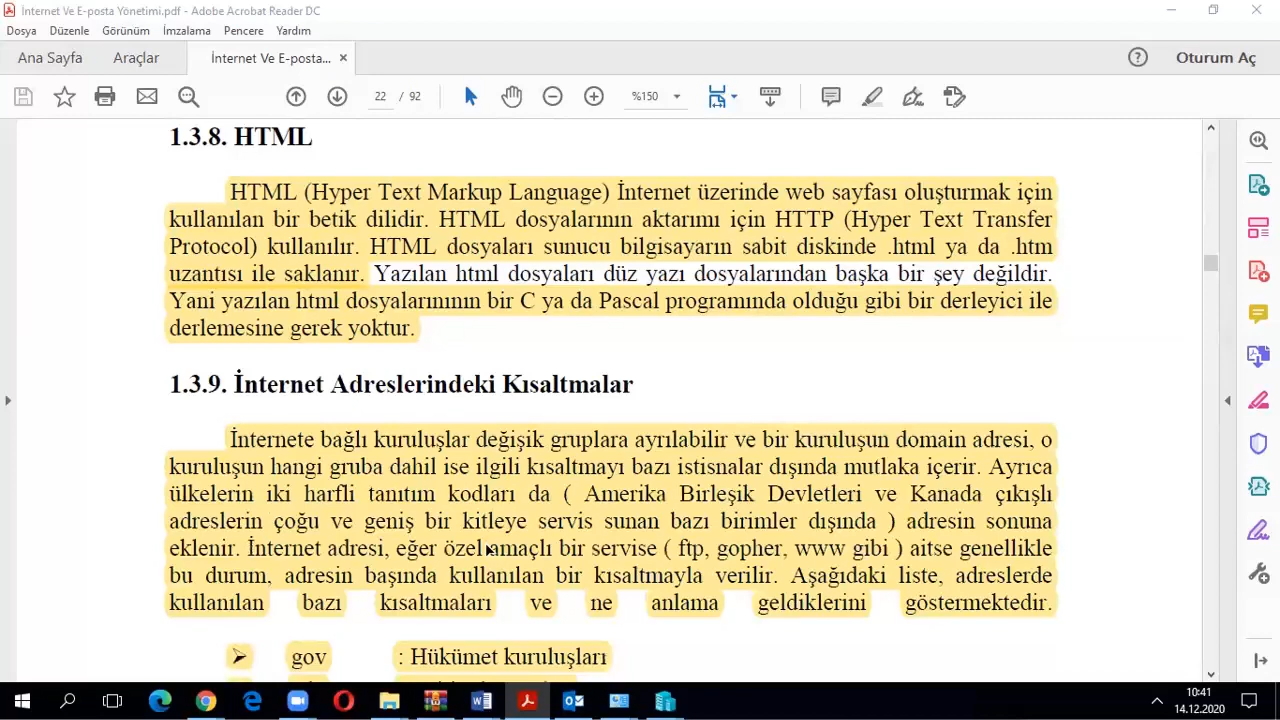 İnternet Ve E-posta Yönetimi.pdf - Adobe Acrobat Reader DC
Dosya Düzenle Görünüm İmzalama Pencere Yardım
Ana Sayfa Araçlar İnternet Ve E-posta... × Oturum Aç
22 / 92 %150
1.3.8. HTML
HTML (Hyper Text Markup Language) İnternet üzerinde web sayfası oluşturmak için
kullanılan bir betik dilidir. HTML dosyalarının aktarımı için HTTP (Hyper Text Transfer
Protocol) kullanılır. HTML dosyaları sunucu bilgisayarın sabit diskinde .html ya da .htm
uzantısı ile saklanır. Yazılan html dosyaları düz yazı dosyalarından başka bir şey değildir.
Yani yazılan html dosyalarınının bir C ya da Pascal programında olduğu gibi bir derleyici ile
derlemesine gerek yoktur.
1.3.9. İnternet Adreslerindeki Kısaltmalar
İnternete bağlı kuruluşlar değişik gruplara ayrılabilir ve bir kuruluşun domain adresi, o
kuruluşun hangi gruba dahil ise ilgili kısaltmayı bazı istisnalar dışında mutlaka içerir. Ayrıca
ülkelerin iki harfli tanıtım kodları da ( Amerika Birleşik Devletleri ve Kanada çıkışlı
adreslerin çoğu ve geniş bir kitleye servis sunan bazı birimler dışında ) adresin sonuna
eklenir. İnternet adresi, eğer özel amaçlı bir servise ( ftp, gopher, www gibi ) aitse genellikle
bu durum, adresin başında kullanılan bir kısaltmayla verilir. Aşağıdaki liste, adreslerde
kullanılan bazı kısaltmaları ve ne anlama geldiklerini göstermektedir.
➢ gov : Hükümet kuruluşları
10:41
14.12.2020